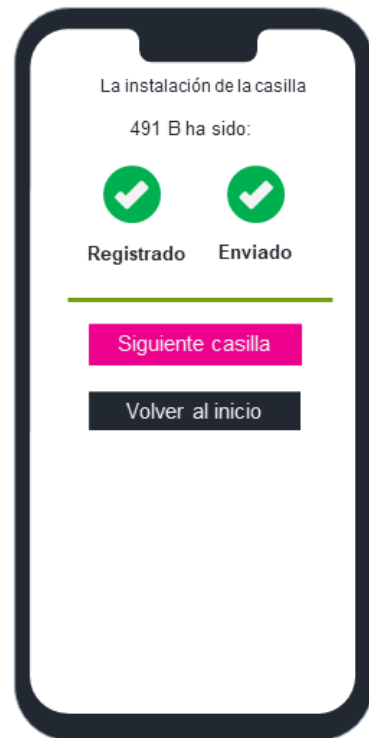 La instalación de la casilla
491 B ha sido:
Registrado Enviado
Siguiente casilla
Volver al inicio